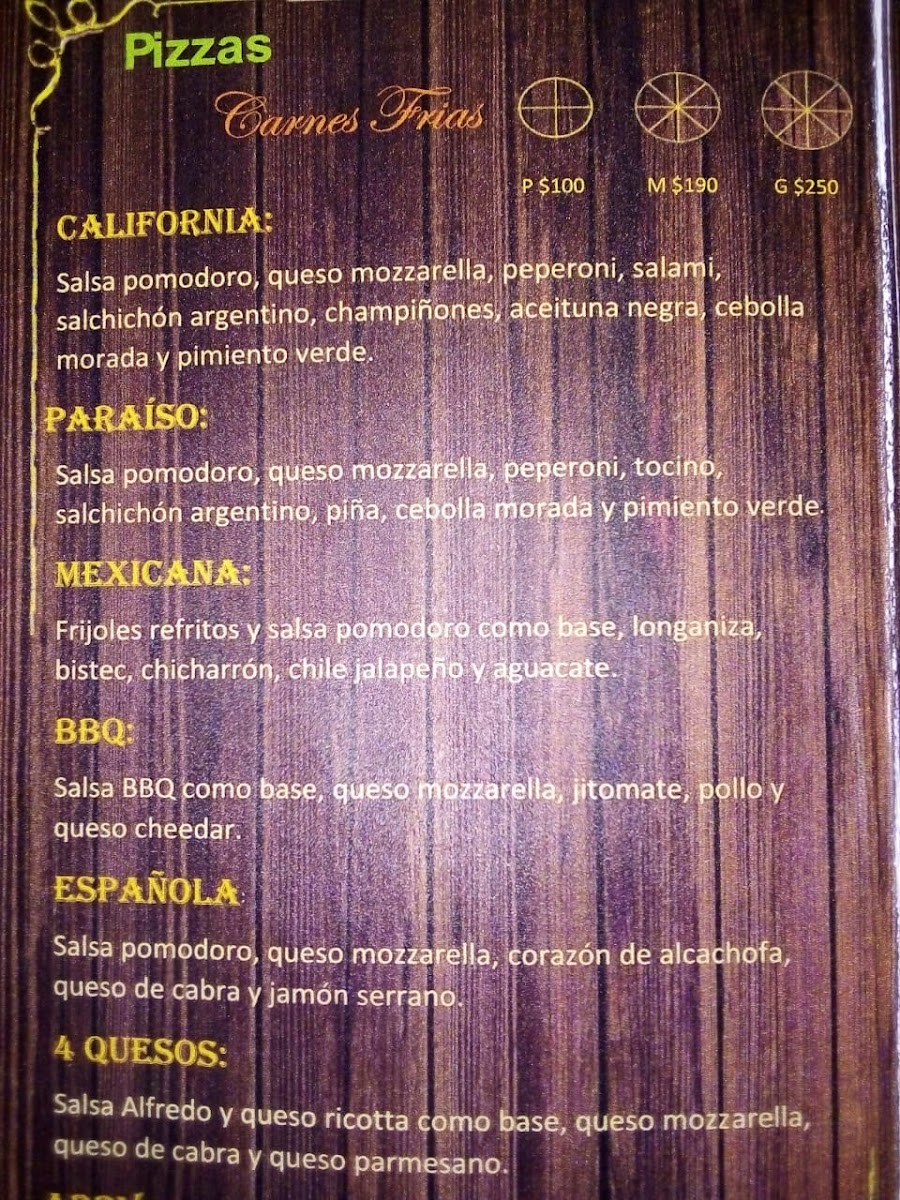 Pizzas
Carnes Frias
P $100 M $190 G $250
CALIFORNIA:
Salsa pomodoro, queso mozzarella, peperoni, salami,
salchichón argentino, champiñones, aceituna negra, cebolla
morada y pimiento verde.
PARAÍSO:
Salsa pomodoro, queso mozzarella, peperoni, tocino,
salchichón argentino, piña, cebolla morada y pimiento verde.
MEXICANA:
Frijoles refritos y salsa pomodoro como base, longaniza,
bistec, chicharrón, chile jalapeño y aguacate.
BBQ:
Salsa BBQ como base, queso mozzarella, jitomate, pollo y
queso cheedar.
ESPAÑOLA
Salsa pomodoro, queso mozzarella, corazón de alcachofa,
queso de cabra y jamón serrano.
4 QUESOS:
Salsa Alfredo y queso ricotta como base, queso mozzarella,
queso de cabra y queso parmesano.